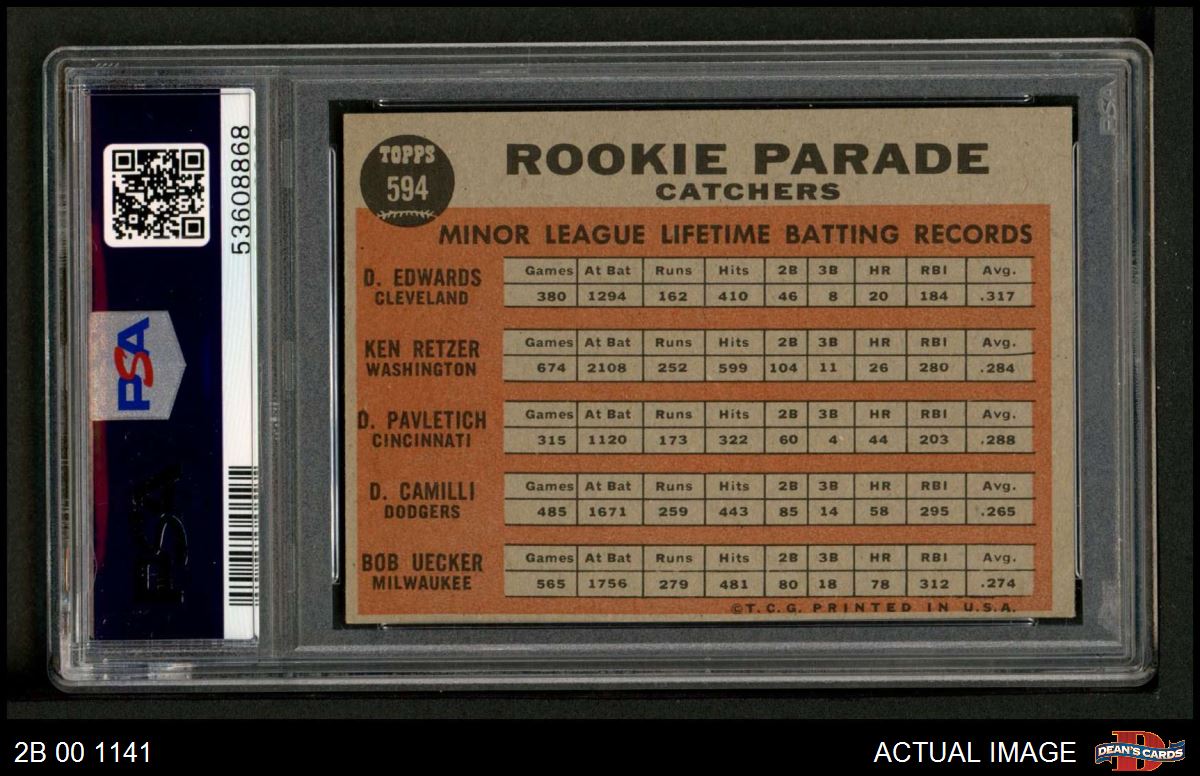 53608868
PSA
PSA
PSA
TOPPS
594
ROOKIE PARADE
CATCHERS
MINOR LEAGUE LIFETIME BATTING RECORDS
D. EDWARDS
CLEVELAND
Games At Bat Runs Hits 2B 3B HR RBI Avg.
380 1294 162 410 46 8 20 184 .317
KEN RETZER
WASHINGTON
Games At Bat Runs Hits 2B 3B HR RBI Avg.
674 2108 252 599 104 11 26 280 .284
D. PAVLETICH
CINCINNATI
Games At Bat Runs Hits 2B 3B HR RBI Avg.
315 1120 173 322 60 4 44 203 .288
D. CAMILLI
DODGERS
Games At Bat Runs Hits 2B 3B HR RBI Avg.
485 1671 259 443 85 14 58 295 .265
BOB UECKER
MILWAUKEE
Games At Bat Runs Hits 2B 3B HR RBI Avg.
565 1756 279 481 80 18 78 312 .274
©T.C.G. PRINTED IN U.S.A.
2B 00 1141
ACTUAL IMAGE
DEAN'S CARDS